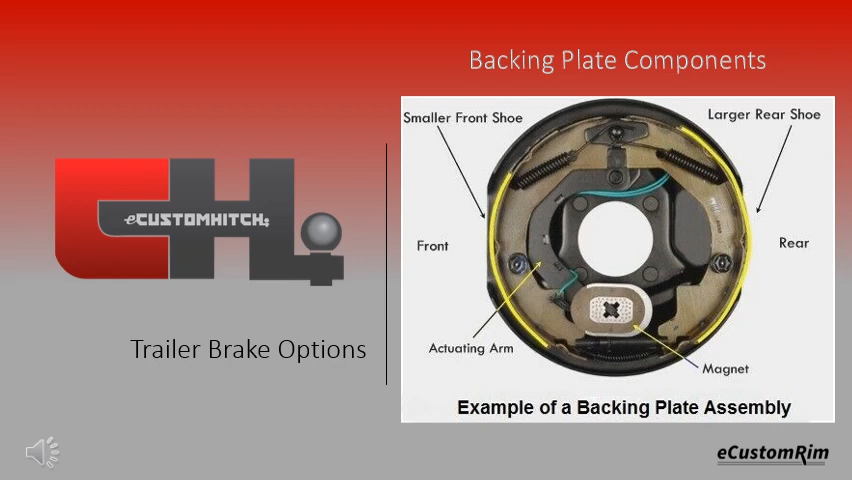 Backing Plate Components
Smaller Front Shoe
Larger Rear Shoe
eCUSTOMHITCH
Front
Rear
Trailer Brake Options
Actuating Arm
Magnet
Example of a Backing Plate Assembly
eCustomRim